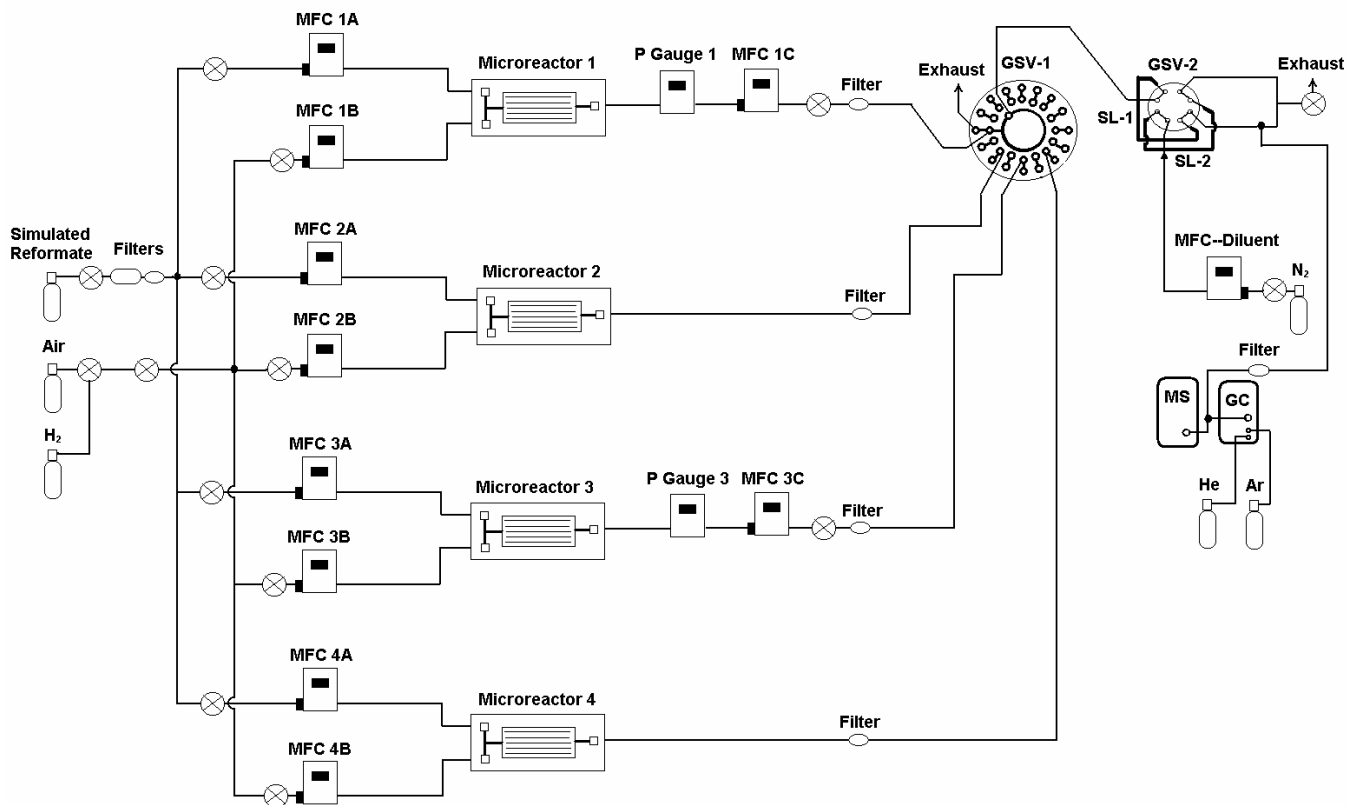 MFC 1A
Microreactor 1
P Gauge 1
MFC 1C
GSV-1
Exhaust
Filter
GSV-2
Exhaust
MFC 1B
SL-1
SL-2
Simulated
Reformate
Filters
MFC 2A
Microreactor 2
Filter
MFC--Diluent
N₂
MFC 2B
Air
Filter
MS
GC
H₂
MFC 3A
Microreactor 3
P Gauge 3
MFC 3C
Filter
He
Ar
MFC 3B
MFC 4A
Microreactor 4
Filter
MFC 4B